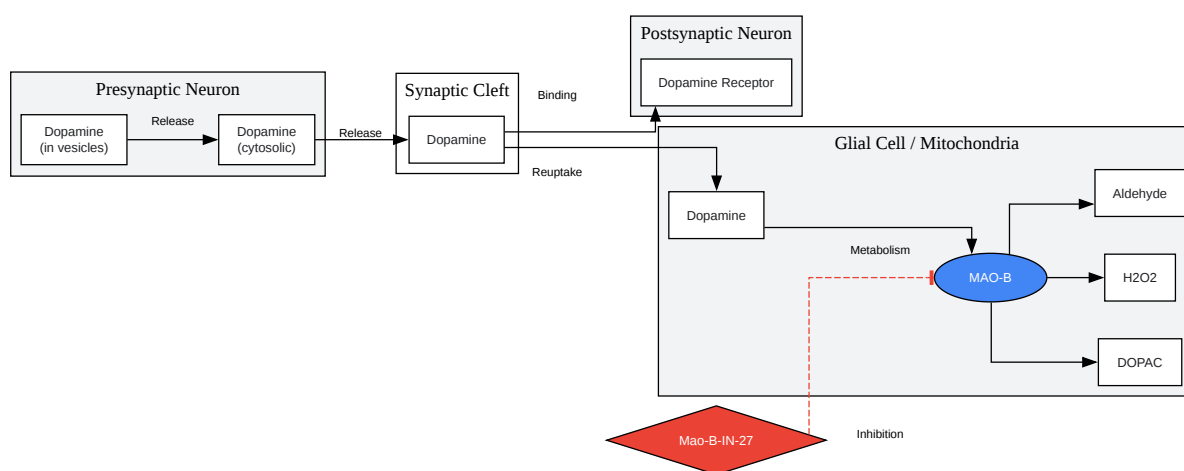 Postsynaptic Neuron
Dopamine Receptor
Presynaptic Neuron
Dopamine
(in vesicles)
Release
Dopamine
(cytosolic)
Release
Synaptic Cleft
Dopamine
Binding
Reuptake
Glial Cell / Mitochondria
Dopamine
Metabolism
MAO-B
Aldehyde
H2O2
DOPAC
Mao-B-IN-27
Inhibition